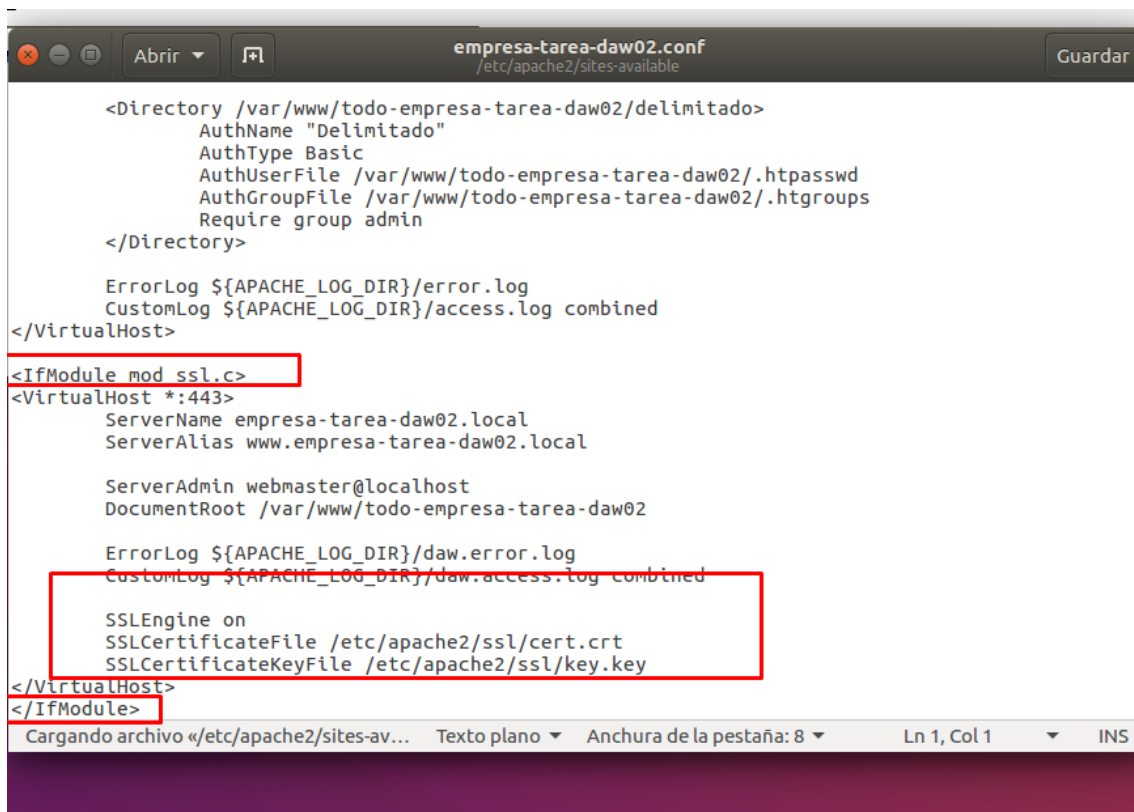 Abrir
empresa-tarea-daw02.conf
/etc/apache2/sites-available
Guardar
<Directory /var/www/todo-empresa-tarea-daw02/delimitado>
AuthName "Delimitado"
AuthType Basic
AuthUserFile /var/www/todo-empresa-tarea-daw02/.htpasswd
AuthGroupFile /var/www/todo-empresa-tarea-daw02/.htgroups
Require group admin
</Directory>
ErrorLog ${APACHE_LOG_DIR}/error.log
CustomLog ${APACHE_LOG_DIR}/access.log combined
</VirtualHost>
<IfModule mod_ssl.c>
<VirtualHost *:443>
ServerName empresa-tarea-daw02.local
ServerAlias www.empresa-tarea-daw02.local
ServerAdmin webmaster@localhost
DocumentRoot /var/www/todo-empresa-tarea-daw02
ErrorLog ${APACHE_LOG_DIR}/daw.error.log
CustomLog ${APACHE_LOG_DIR}/daw.access.log combined
SSLEngine on
SSLCertificateFile /etc/apache2/ssl/cert.crt
SSLCertificateKeyFile /etc/apache2/ssl/key.key
</VirtualHost>
</IfModule>
Cargando archivo «/etc/apache2/sites-av… Texto plano Anchura de la pestaña: 8 Ln 1, Col 1 INS